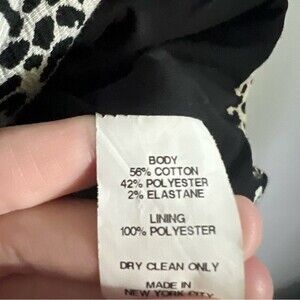 BODY
56% COTTON
42% POLYESTER
2% ELASTANE
LINING
100% POLYESTER
DRY CLEAN ONLY
MADE IN
NEW YORK CITY